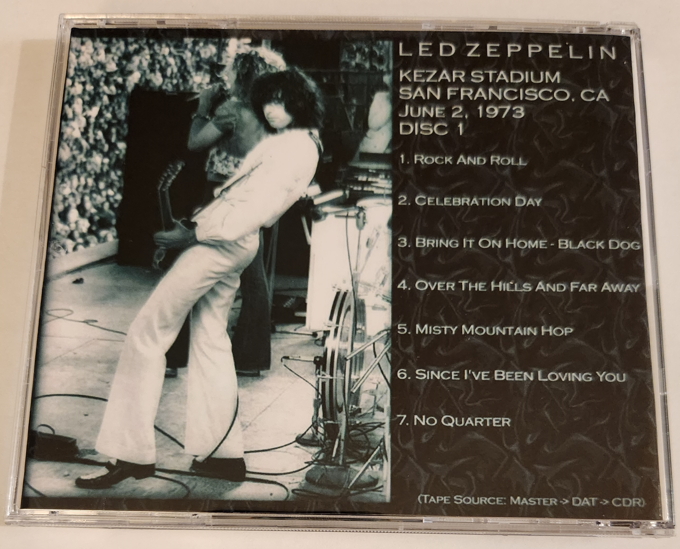 LED ZEPPELIN
KEZAR STADIUM
SAN FRANCISCO, CA
JUNE 2, 1973
DISC 1
1. ROCK AND ROLL
2. CELEBRATION DAY
3. BRING IT ON HOME - BLACK DOG
4. OVER THE HILLS AND FAR AWAY
5. MISTY MOUNTAIN HOP
6. SINCE I'VE BEEN LOVING YOU
7. NO QUARTER
(TAPE SOURCE: MASTER -> DAT -> CDR)